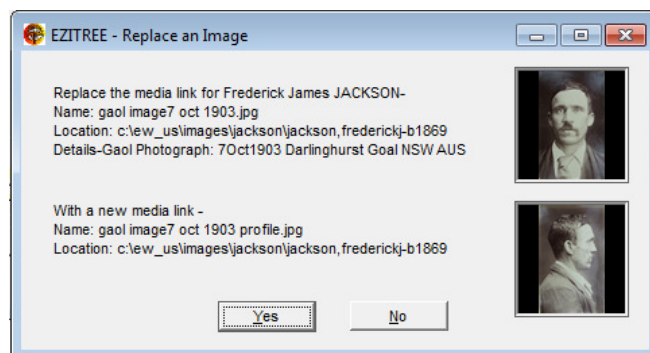 EZITREE - Replace an Image
Replace the media link for Frederick James JACKSON-
Name: gaol image7 oct 1903.jpg
Location: c:\ew_us\images\jackson\jackson,frederickj-b1869
Details-Gaol Photograph: 7Oct1903 Darlinghurst Goal NSW AUS
With a new media link -
Name: gaol image7 oct 1903 profile.jpg
Location: c:\ew_us\images\jackson\jackson,frederickj-b1869
Yes No